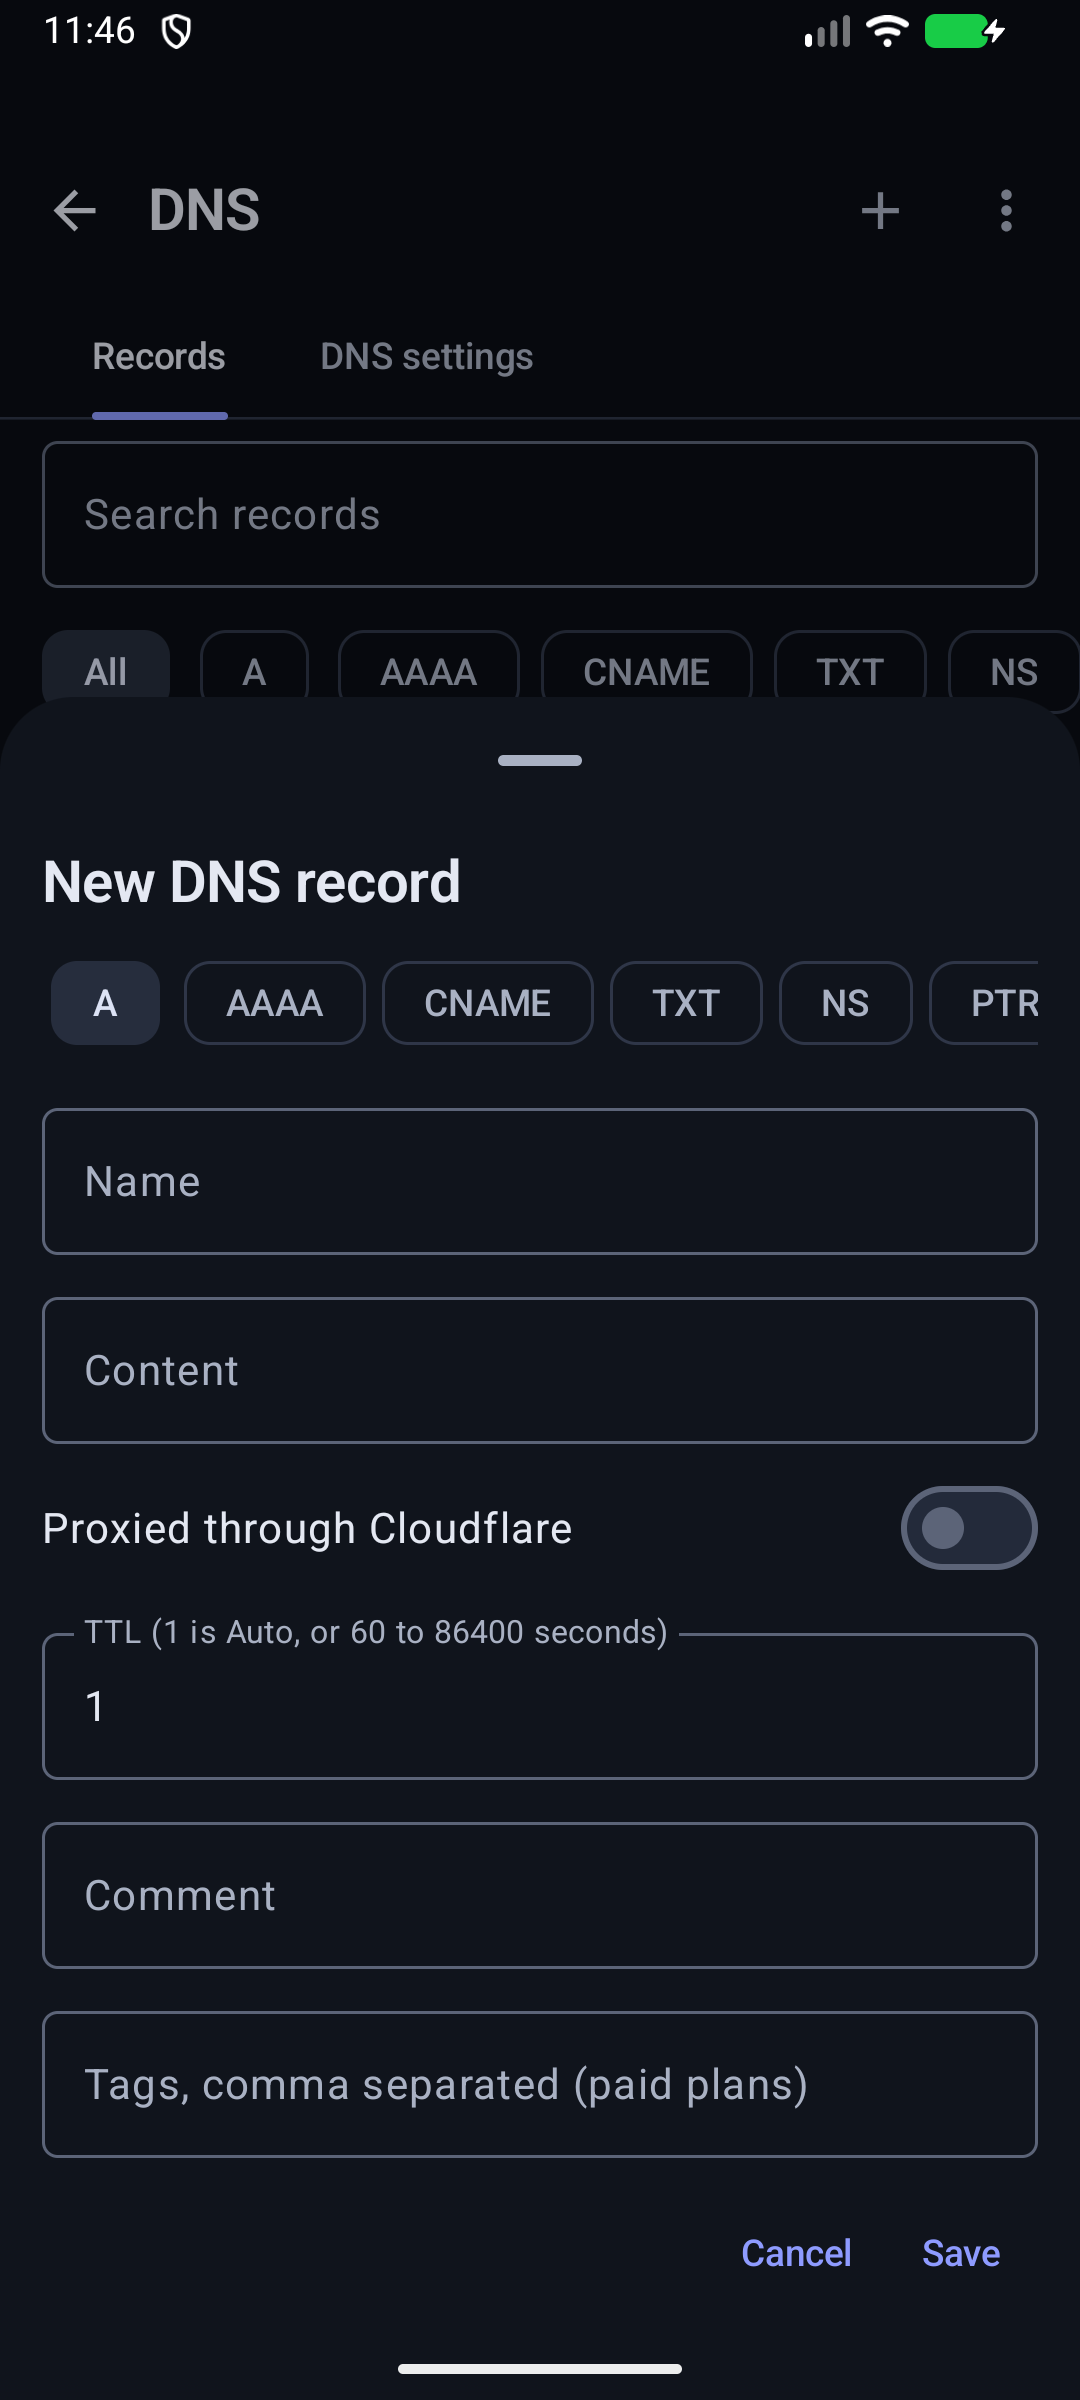 11:46
DNS
Records DNS settings
Search records
All A AAAA CNAME TXT NS
New DNS record
A AAAA CNAME TXT NS PTR
Name
Content
Proxied through Cloudflare
TTL (1 is Auto, or 60 to 86400 seconds)
1
Comment
Tags, comma separated (paid plans)
Cancel Save